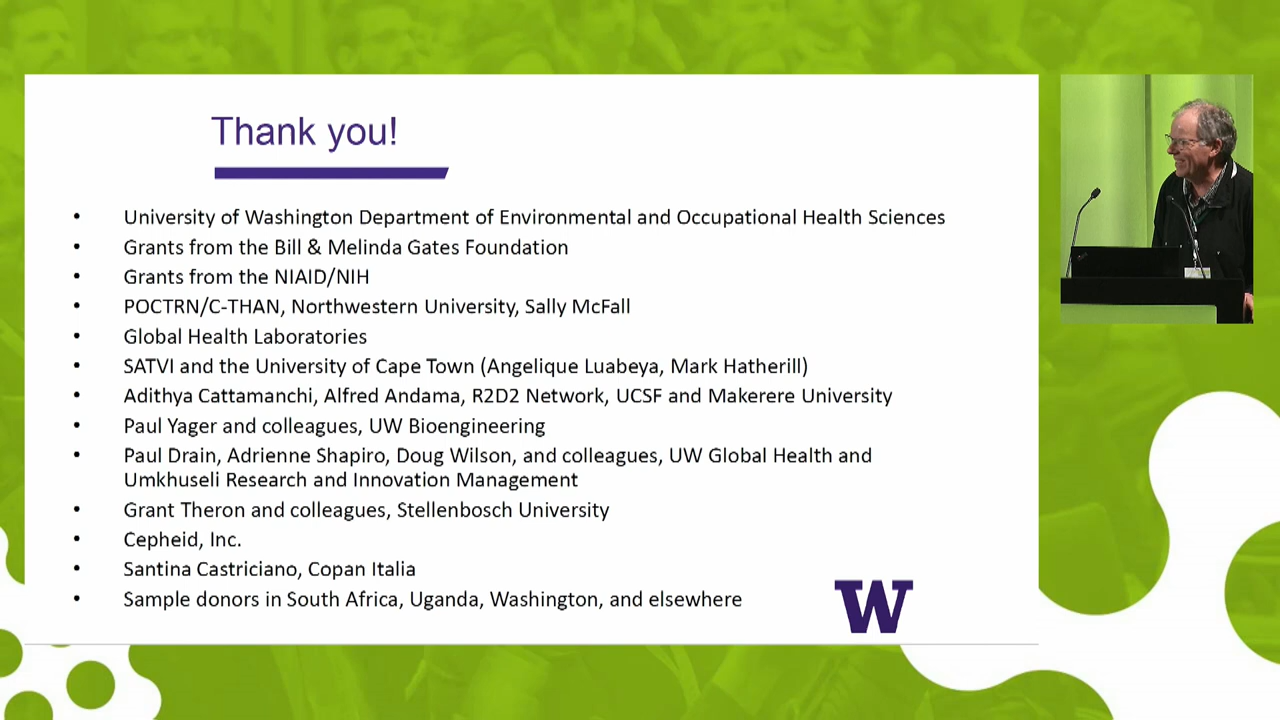 Thank you!
• University of Washington Department of Environmental and Occupational Health Sciences
• Grants from the Bill & Melinda Gates Foundation
• Grants from the NIAID/NIH
• POCTRN/C-THAN, Northwestern University, Sally McFall
• Global Health Laboratories
• SATVI and the University of Cape Town (Angelique Luabeya, Mark Hatherill)
• Adithya Cattamanchi, Alfred Andama, R2D2 Network, UCSF and Makerere University
• Paul Yager and colleagues, UW Bioengineering
• Paul Drain, Adrienne Shapiro, Doug Wilson, and colleagues, UW Global Health and
Umkhuseli Research and Innovation Management
• Grant Theron and colleagues, Stellenbosch University
• Cepheid, Inc.
• Santina Castriciano, Copan Italia
• Sample donors in South Africa, Uganda, Washington, and elsewhere
W